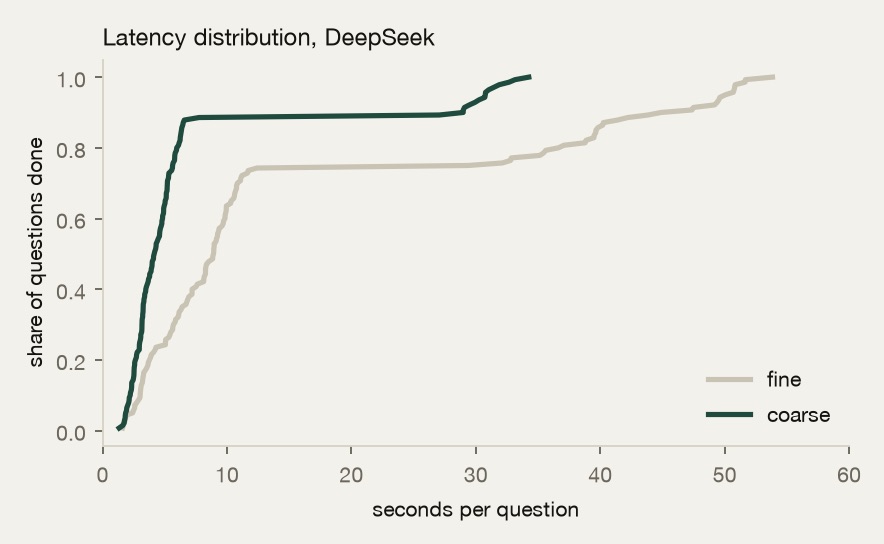 Latency distribution, DeepSeek
share of questions done
1.0
0.8
0.6
0.4
0.2
0.0
0
10
20
30
40
50
60
seconds per question
fine
coarse